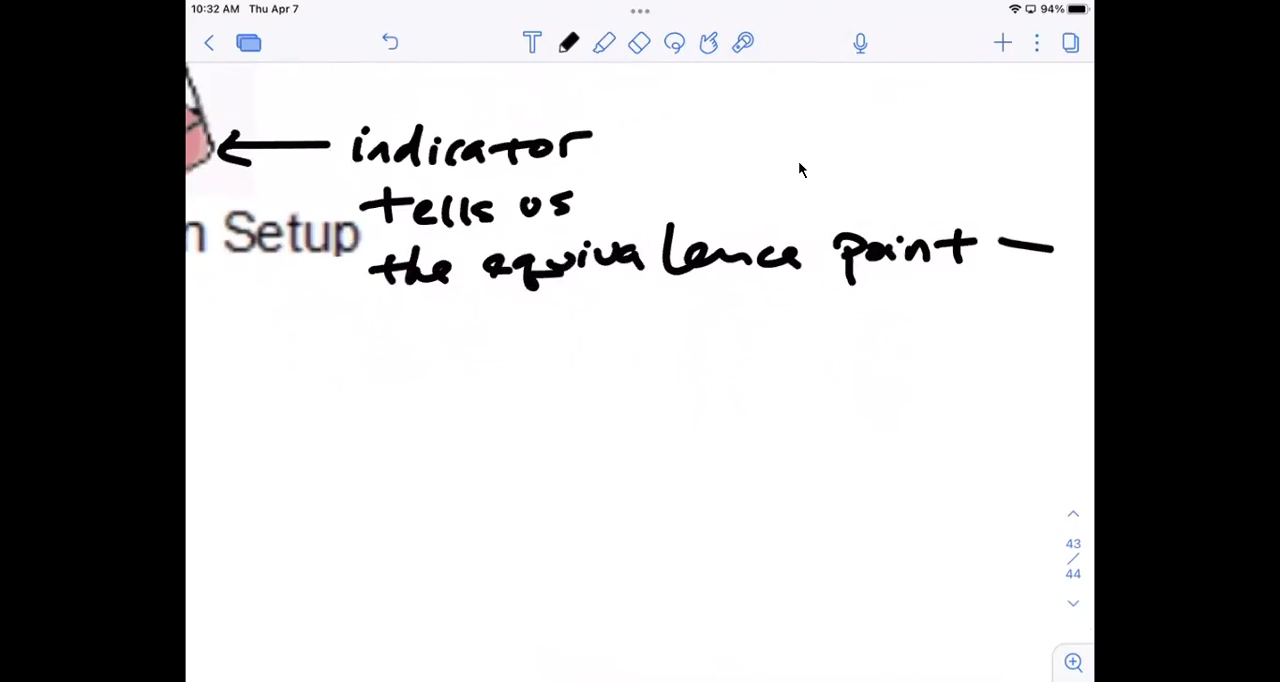 10:32 AM Thu Apr 7
94%
indicator
tells us
n Setup
the equivalence point —
43
44